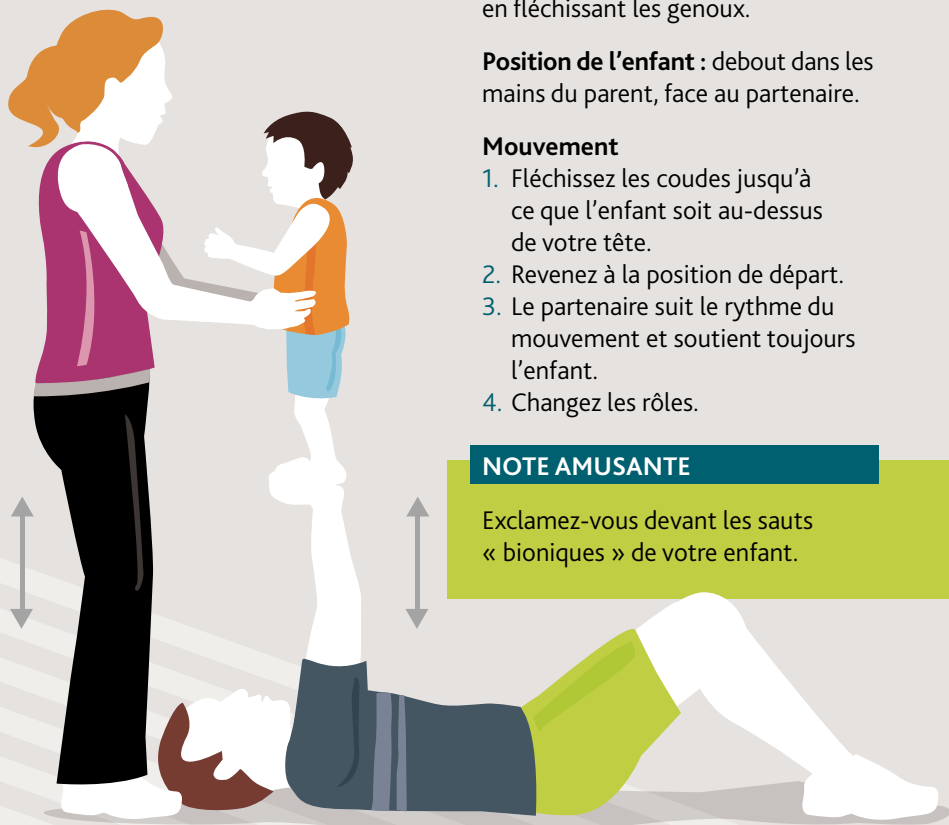 en fléchissant les genoux.
Position de l’enfant : debout dans les
mains du parent, face au partenaire.
Mouvement
1. Fléchissez les coudes jusqu’à
ce que l’enfant soit au-dessus
de votre tête.
2. Revenez à la position de départ.
3. Le partenaire suit le rythme du
mouvement et soutient toujours
l’enfant.
4. Changez les rôles.
NOTE AMUSANTE
Exclamez-vous devant les sauts
« bioniques » de votre enfant.